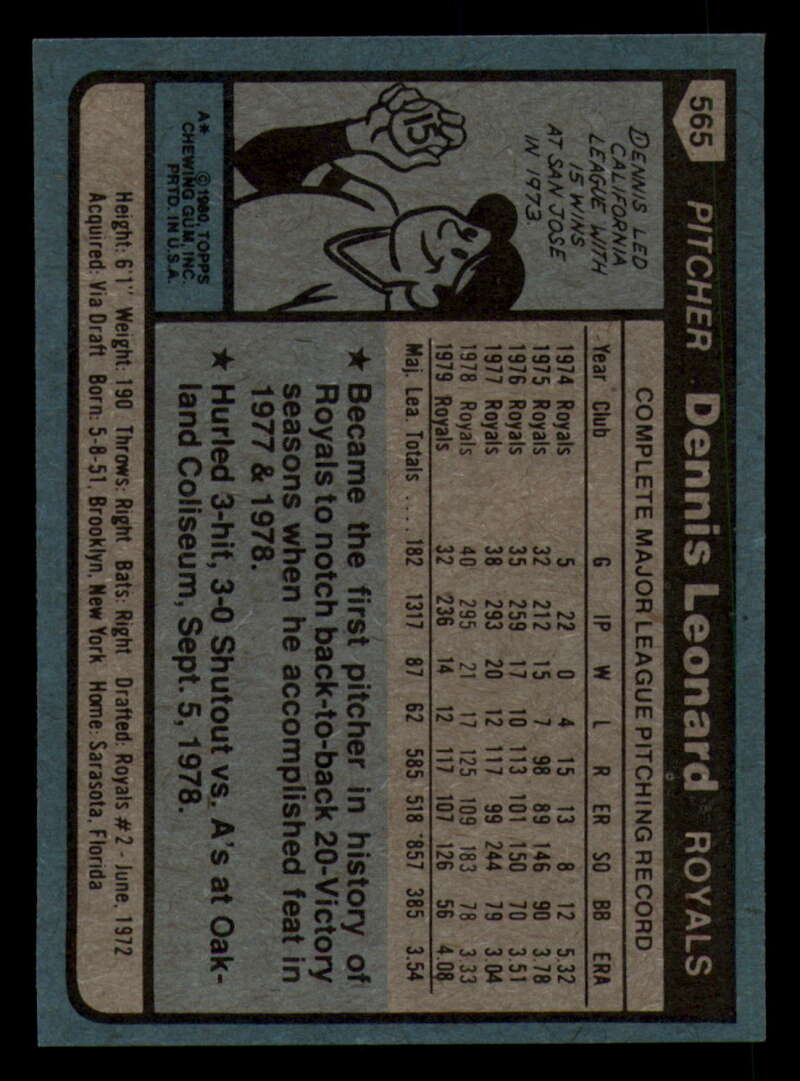 565 PITCHER Dennis Leonard ROYALS
DENNIS LED
CALIFORNIA
LEAGUE WITH
15 WINS
AT SAN JOSE
IN 1973.
15
A* ©1980 TOPPS
CHEWING GUM, INC.
PRTD. IN U.S.A.
COMPLETE MAJOR LEAGUE PITCHING RECORD
Year Club G IP W L R ER SO BB ERA
1974 Royals 5 22 0 4 15 13 8 12 5.32
1975 Royals 32 212 15 7 98 89 146 90 3.78
1976 Royals 35 259 17 10 113 101 150 70 3.51
1977 Royals 38 293 20 12 117 99 244 79 3.04
1978 Royals 40 295 21 17 125 109 183 78 3.33
1979 Royals 32 236 14 12 117 107 126 56 4.08
Maj. Lea. Totals .... 182 1317 87 62 585 518 857 385 3.54
★ Became the first pitcher in history of
Royals to notch back-to-back 20-Victory
seasons when he accomplished feat in
1977 & 1978.
★ Hurled 3-hit, 3-0 Shutout vs. A's at Oak-
land Coliseum, Sept. 5, 1978.
Height: 6'1" Weight: 190 Throws: Right Bats: Right Drafted: Royals #2 - June, 1972
Acquired: Via Draft Born: 5-8-51, Brooklyn, New York Home: Sarasota, Florida